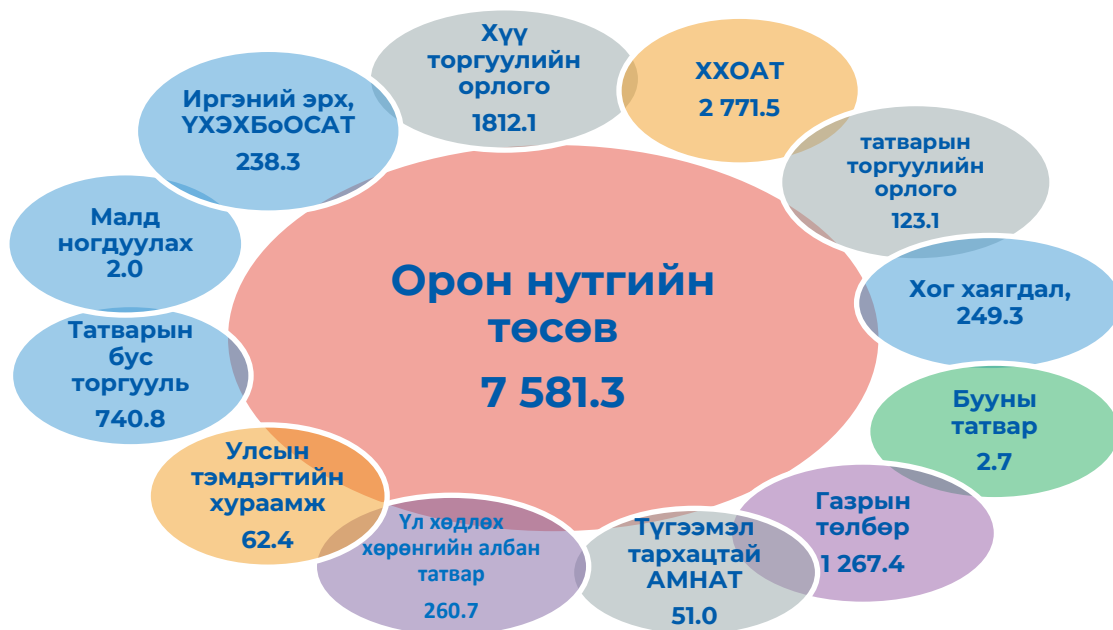 Орон нутгийн
төсөв
7 581.3
Хүү
торгуулийн
орлого
1812.1
ХХОАТ
2 771.5
татварын
торгуулийн
орлого
123.1
Хог хаягдал,
249.3
Бууны
татвар
2.7
Газрын
төлбөр
1 267.4
Түгээмэл
тархацтай
АМНАТ
51.0
Үл хөдлөх
хөрөнгийн албан
татвар
260.7
Улсын
тэмдэгтийн
хураамж
62.4
Татварын
бус
торгууль
740.8
Малд
ногдуулах
2.0
Иргэний эрх,
ҮХЭХБоООСАТ
238.3